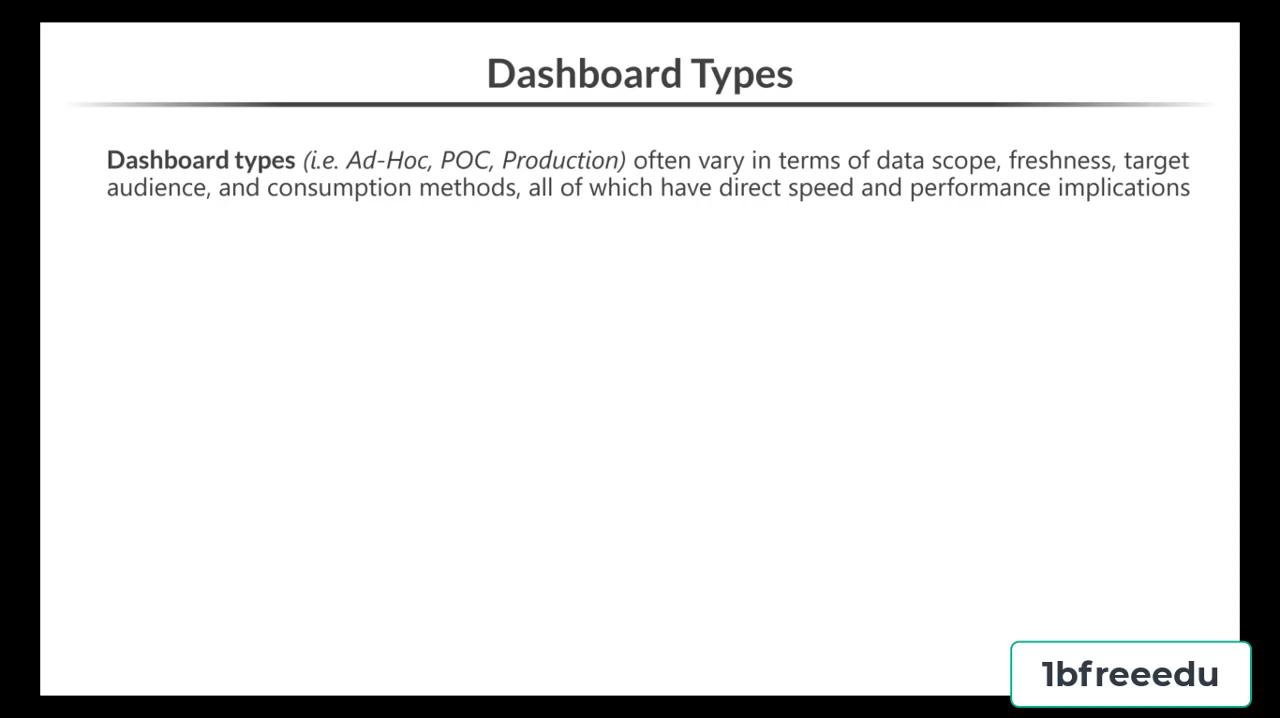 Dashboard Types
Dashboard types (i.e. Ad-Hoc, POC, Production) often vary in terms of data scope, freshness, target
audience, and consumption methods, all of which have direct speed and performance implications
1bfreeedu